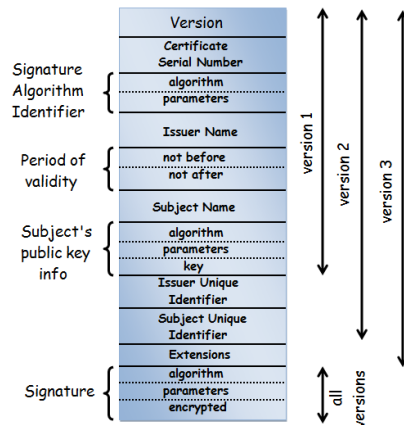 Version
Certificate
Serial Number
Signature
Algorithm
Identifier
algorithm
parameters
Issuer Name
Period of
validity
not before
not after
Subject Name
Subject's
public key
info
algorithm
parameters
key
Issuer Unique
Identifier
Subject Unique
Identifier
Extensions
Signature
algorithm
parameters
encrypted
version 1
version 2
version 3
all
versions